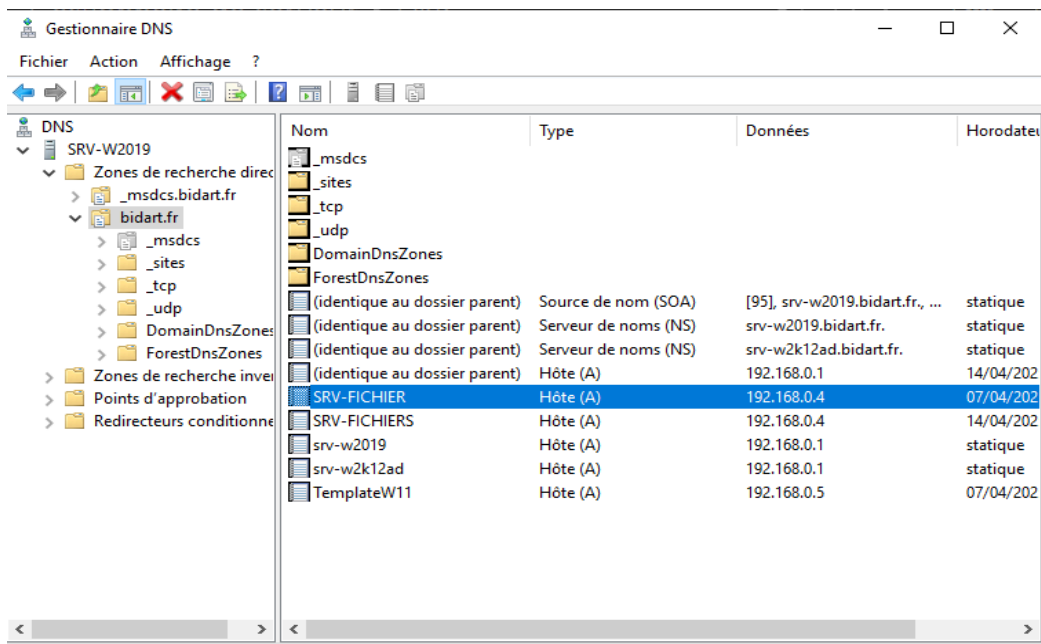 Gestionnaire DNS
Fichier Action Affichage ?
DNS
SRV-W2019
Zones de recherche direc
_msdcs.bidart.fr
bidart.fr
_msdcs
_sites
_tcp
_udp
DomainDnsZones
ForestDnsZones
Zones de recherche inver
Points d'approbation
Redirecteurs conditionne
Nom Type Données Horodateu
_msdcs
_sites
_tcp
_udp
DomainDnsZones
ForestDnsZones
(identique au dossier parent) Source de nom (SOA) [95], srv-w2019.bidart.fr., ... statique
(identique au dossier parent) Serveur de noms (NS) srv-w2019.bidart.fr. statique
(identique au dossier parent) Serveur de noms (NS) srv-w2k12ad.bidart.fr. statique
(identique au dossier parent) Hôte (A) 192.168.0.1 14/04/202
SRV-FICHIER Hôte (A) 192.168.0.4 07/04/202
SRV-FICHIERS Hôte (A) 192.168.0.4 14/04/202
srv-w2019 Hôte (A) 192.168.0.1 statique
srv-w2k12ad Hôte (A) 192.168.0.1 statique
TemplateW11 Hôte (A) 192.168.0.5 07/04/202